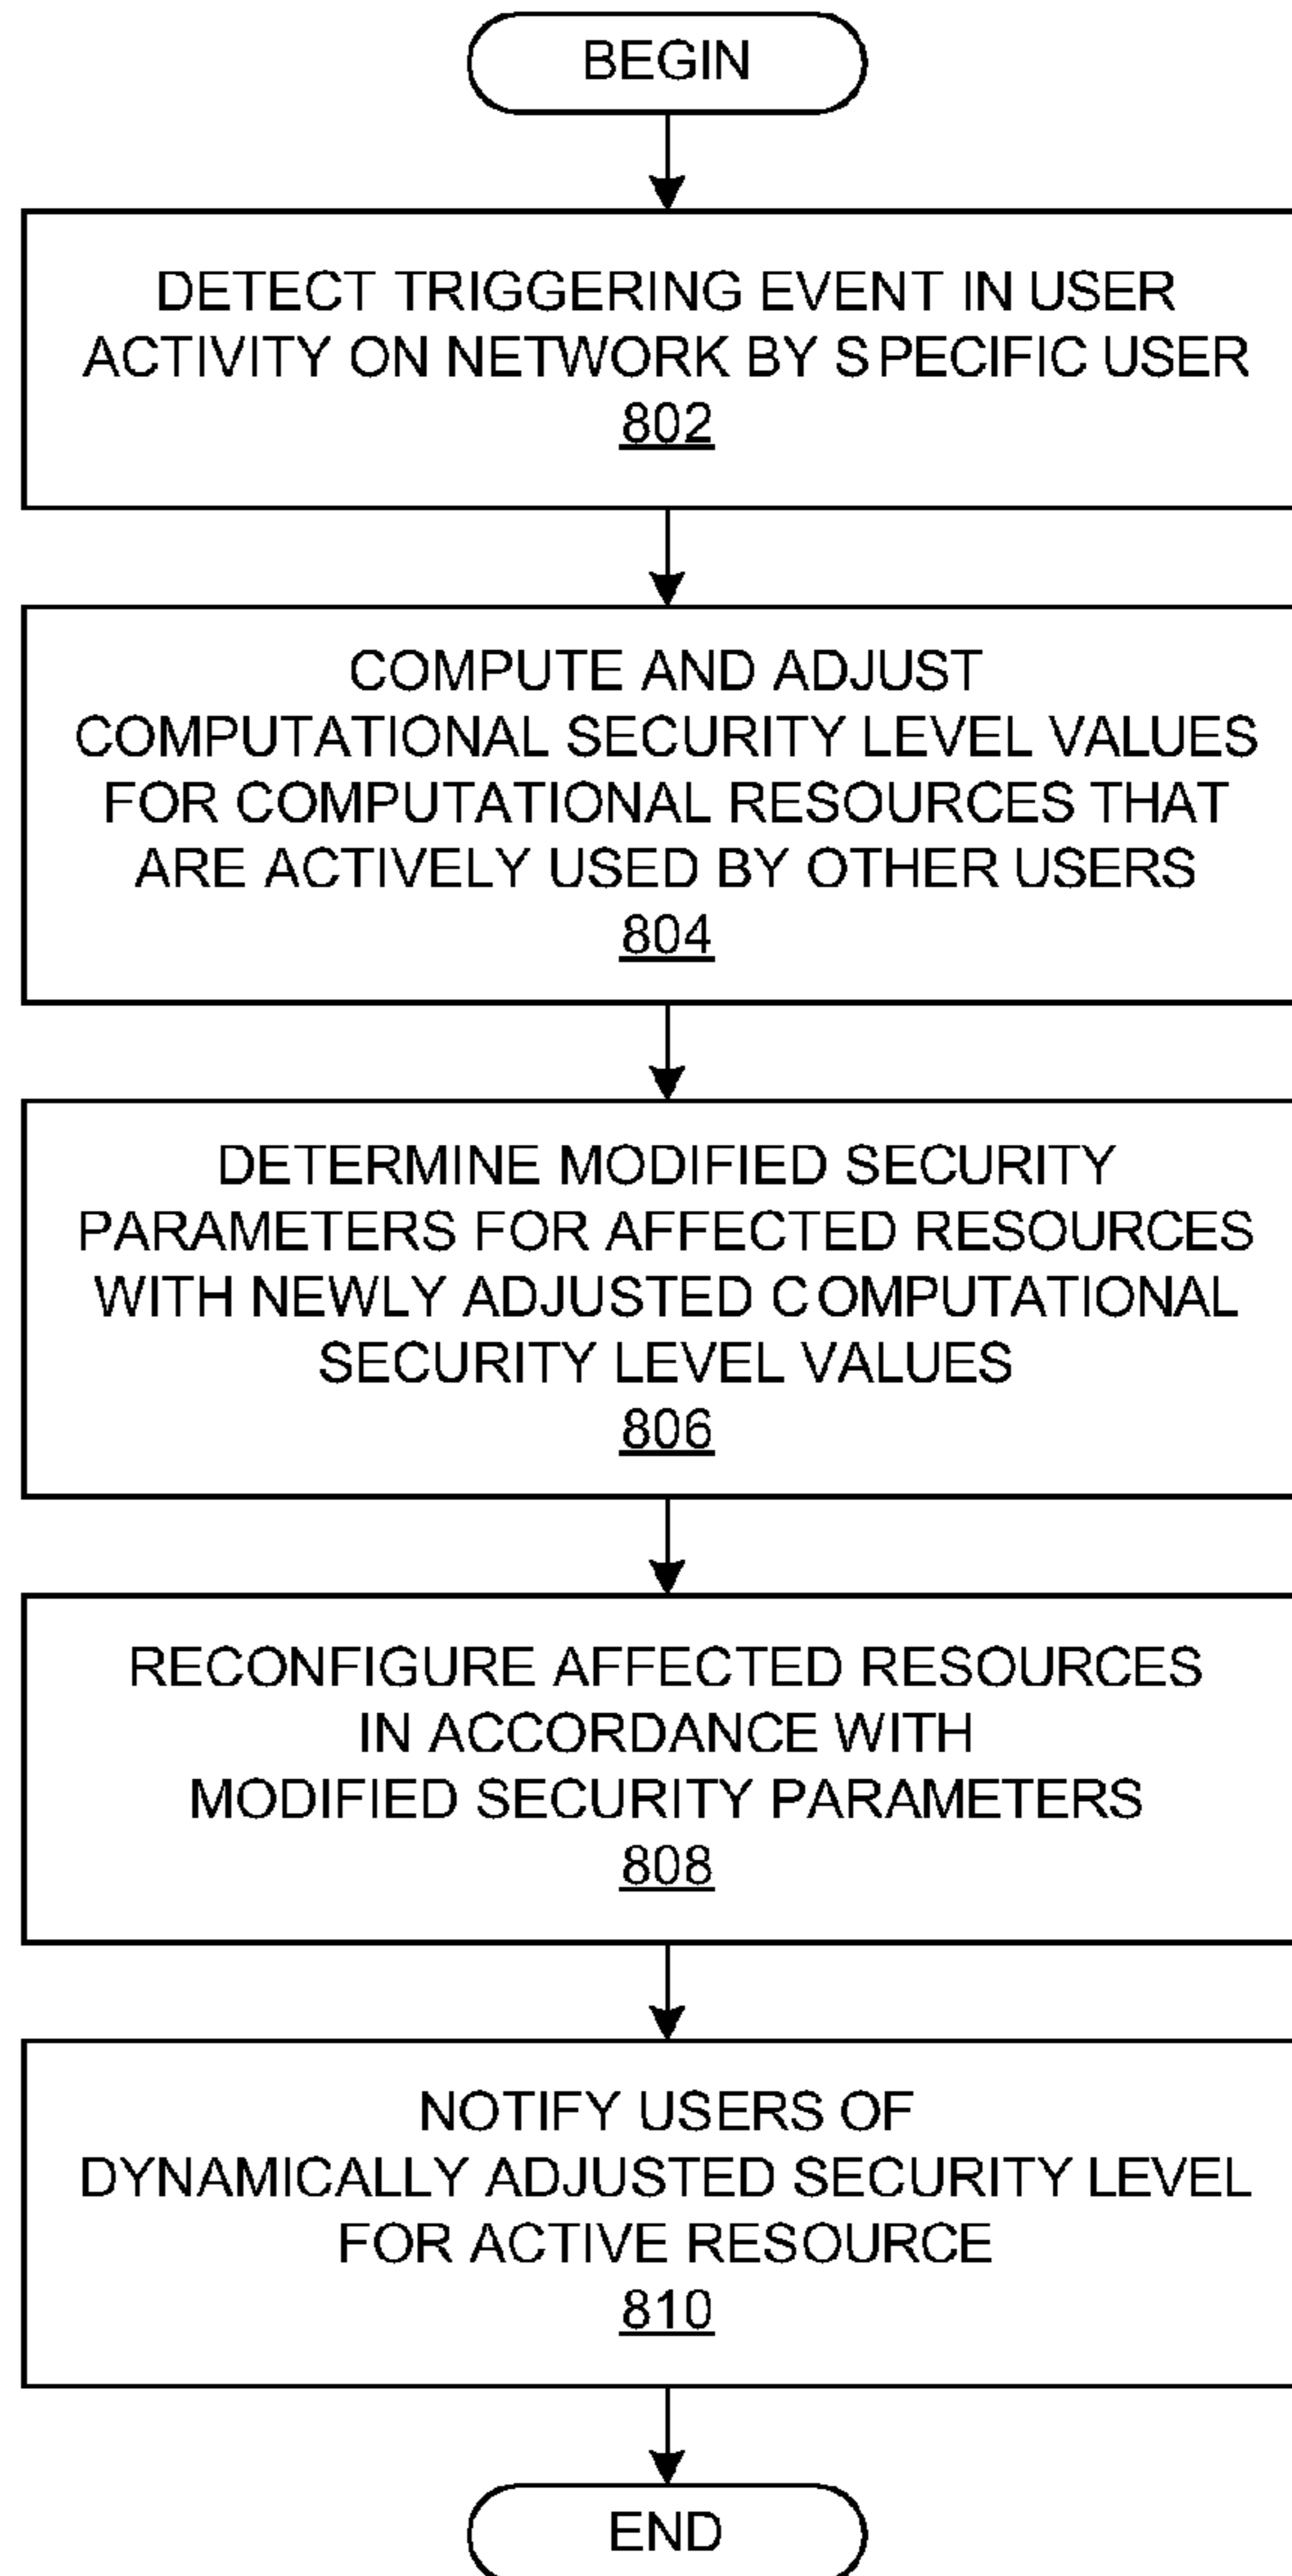 BEGIN
DETECT TRIGGERING EVENT IN USER
ACTIVITY ON NETWORK BY SPECIFIC USER
802
COMPUTE AND ADJUST
COMPUTATIONAL SECURITY LEVEL VALUES
FOR COMPUTATIONAL RESOURCES THAT
ARE ACTIVELY USED BY OTHER USERS
804
DETERMINE MODIFIED SECURITY
PARAMETERS FOR AFFECTED RESOURCES
WITH NEWLY ADJUSTED COMPUTATIONAL
SECURITY LEVEL VALUES
806
RECONFIGURE AFFECTED RESOURCES
IN ACCORDANCE WITH
MODIFIED SECURITY PARAMETERS
808
NOTIFY USERS OF
DYNAMICALLY ADJUSTED SECURITY LEVEL
FOR ACTIVE RESOURCE
810
END